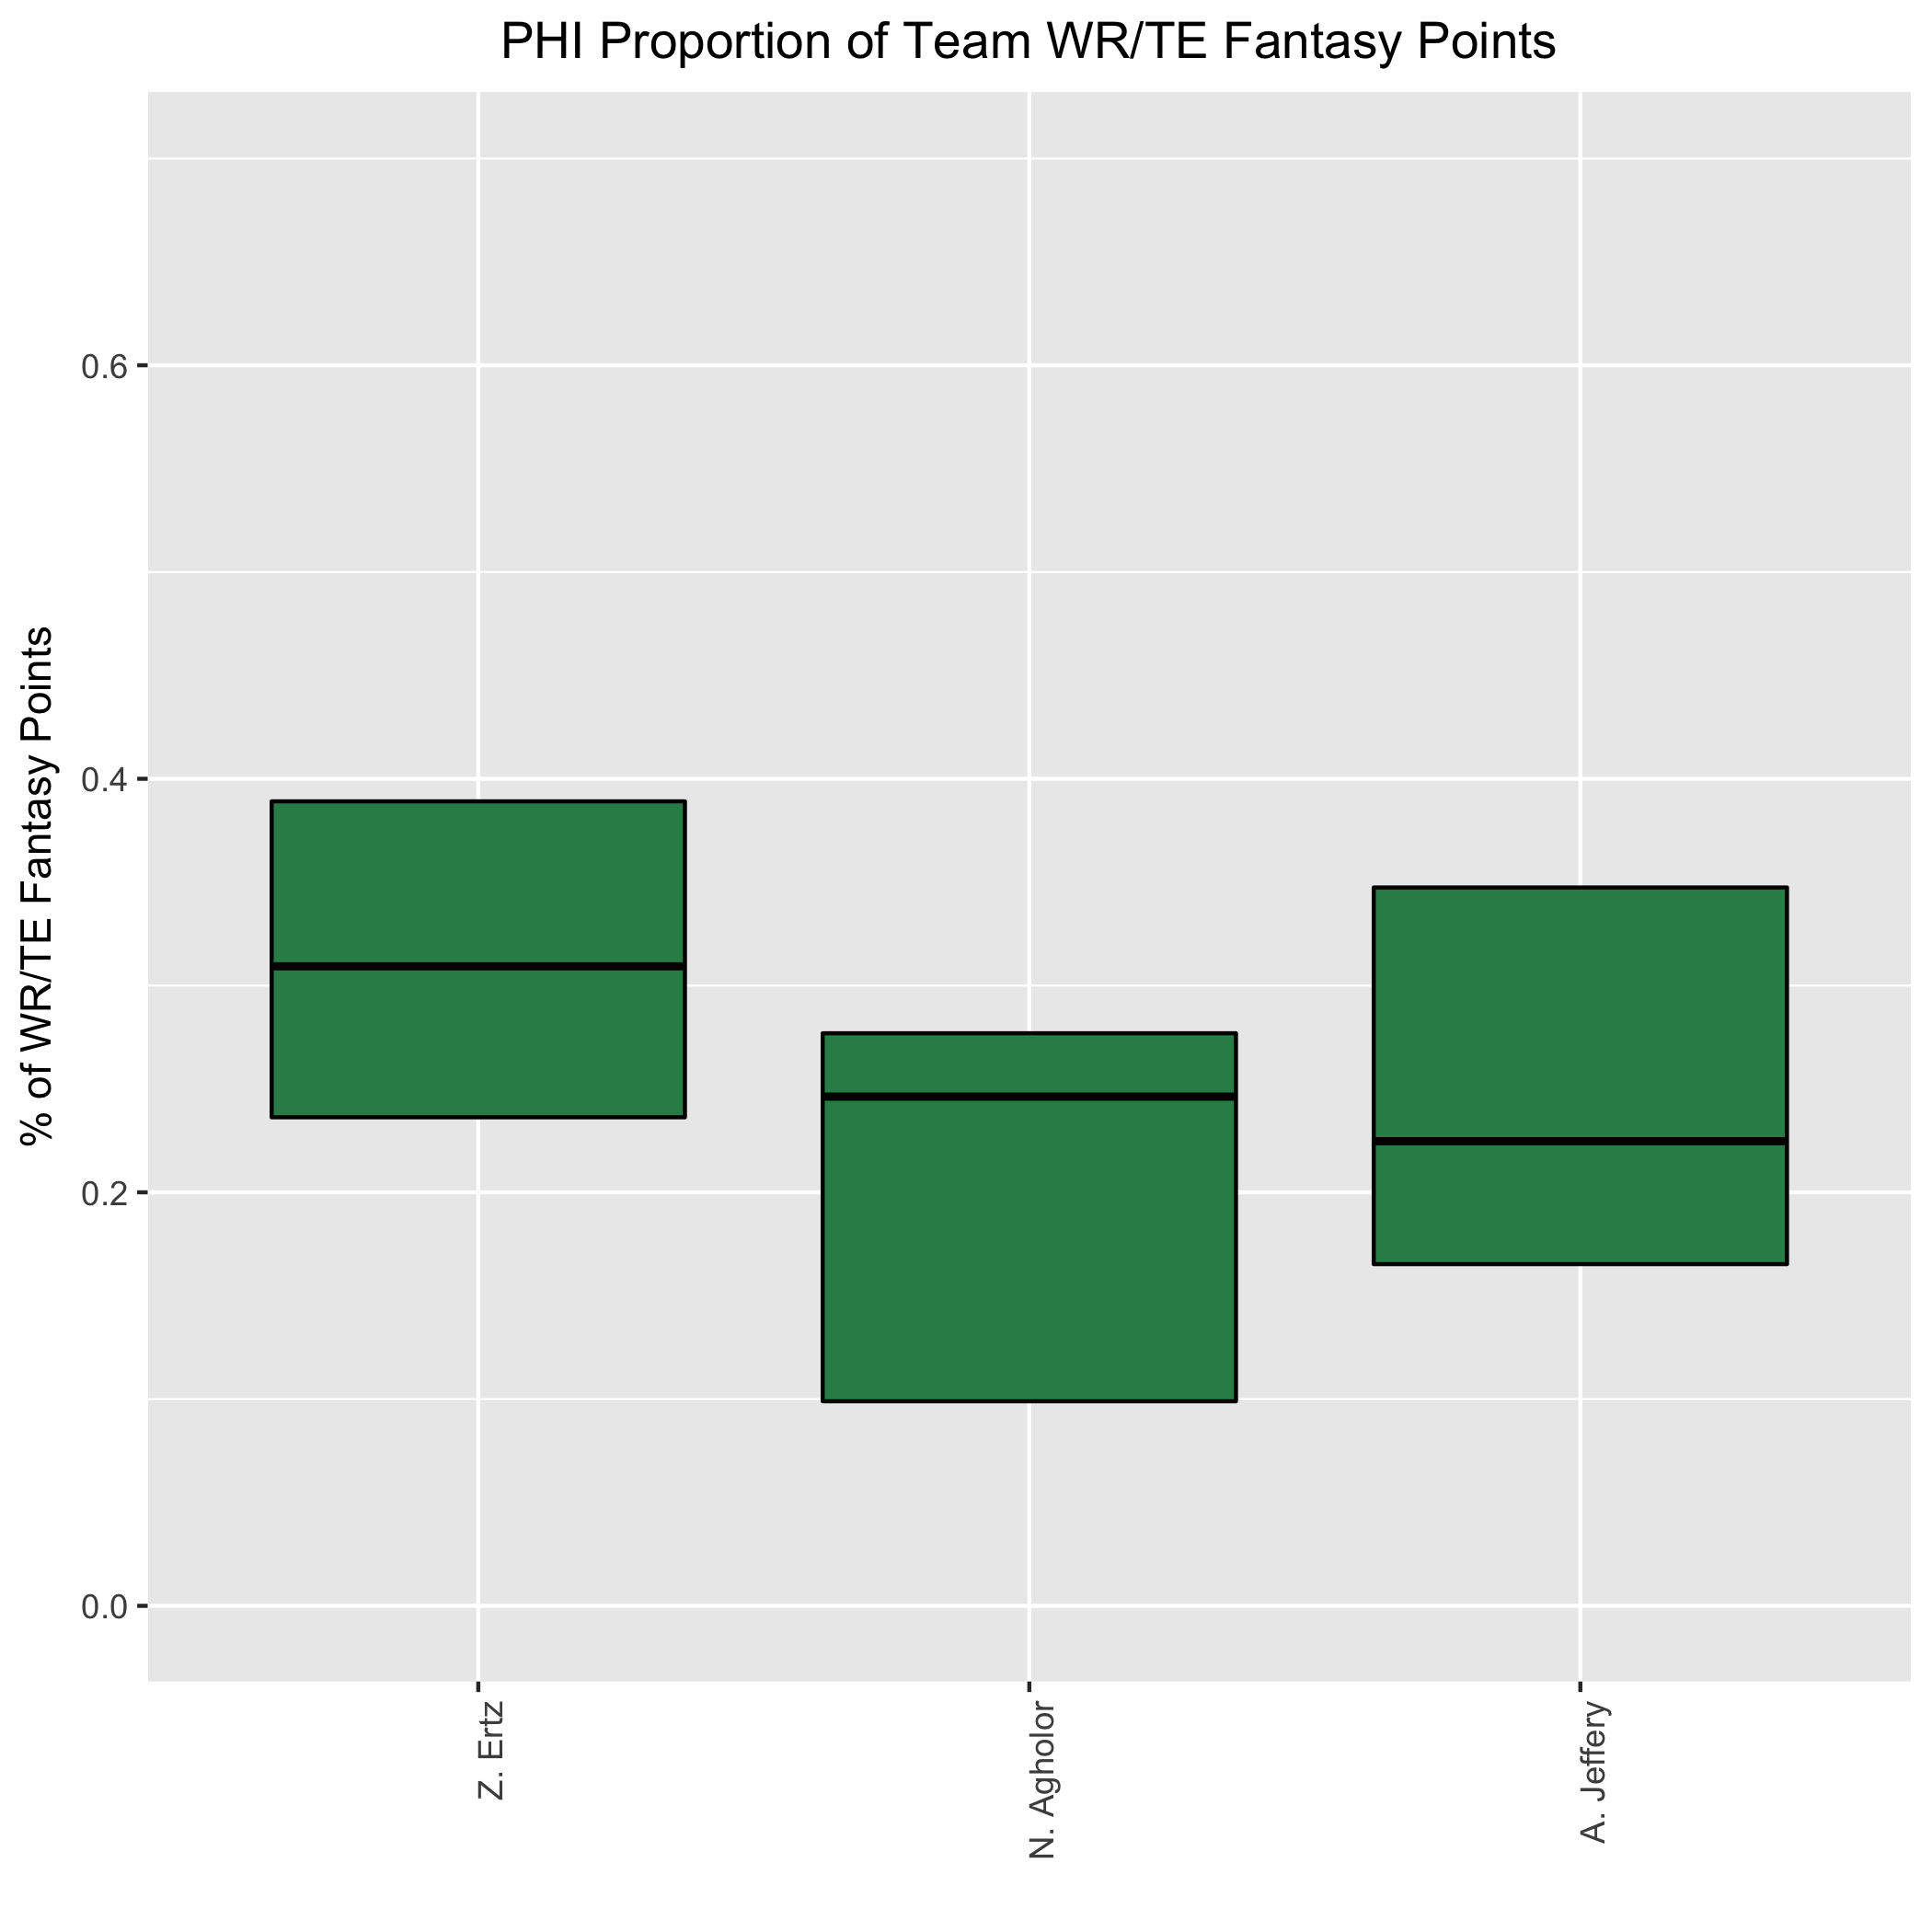 PHI Proportion of Team WR/TE Fantasy Points
% of WR/TE Fantasy Points
0.6
0.4
0.2
0.0
Z. Ertz
N. Agholor
A. Jeffery